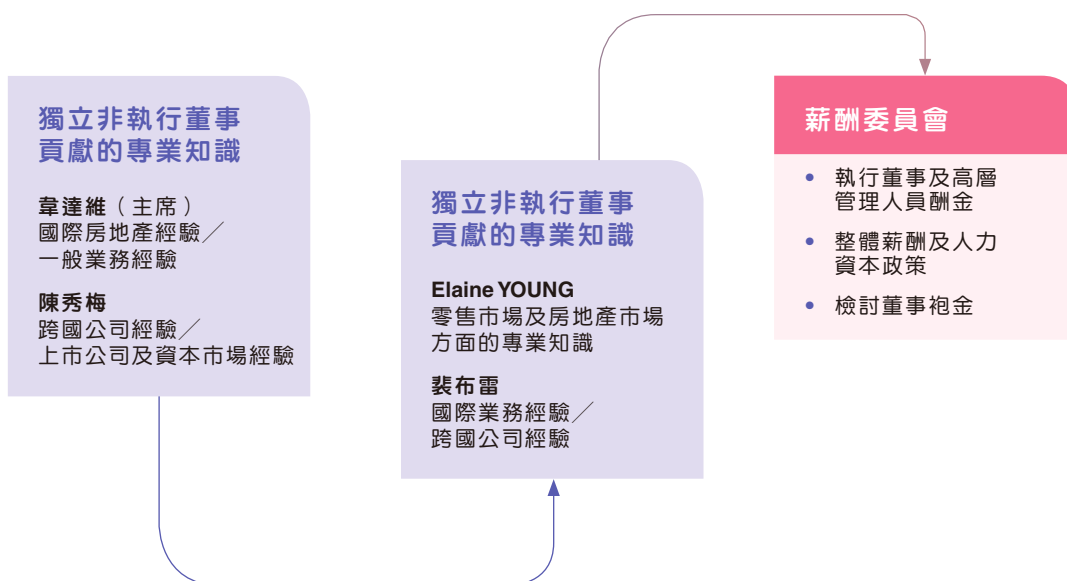 獨立非執行董事
貢獻的專業知識
韋達維（主席）
國際房地產經驗／
一般業務經驗
陳秀梅
跨國公司經驗／
上市公司及資本市場經驗
獨立非執行董事
貢獻的專業知識
Elaine YOUNG
零售市場及房地產市場
方面的專業知識
裴布雷
國際業務經驗／
跨國公司經驗
薪酬委員會
• 執行董事及高層
管理人員酬金
• 整體薪酬及人力
資本政策
• 檢討董事袍金